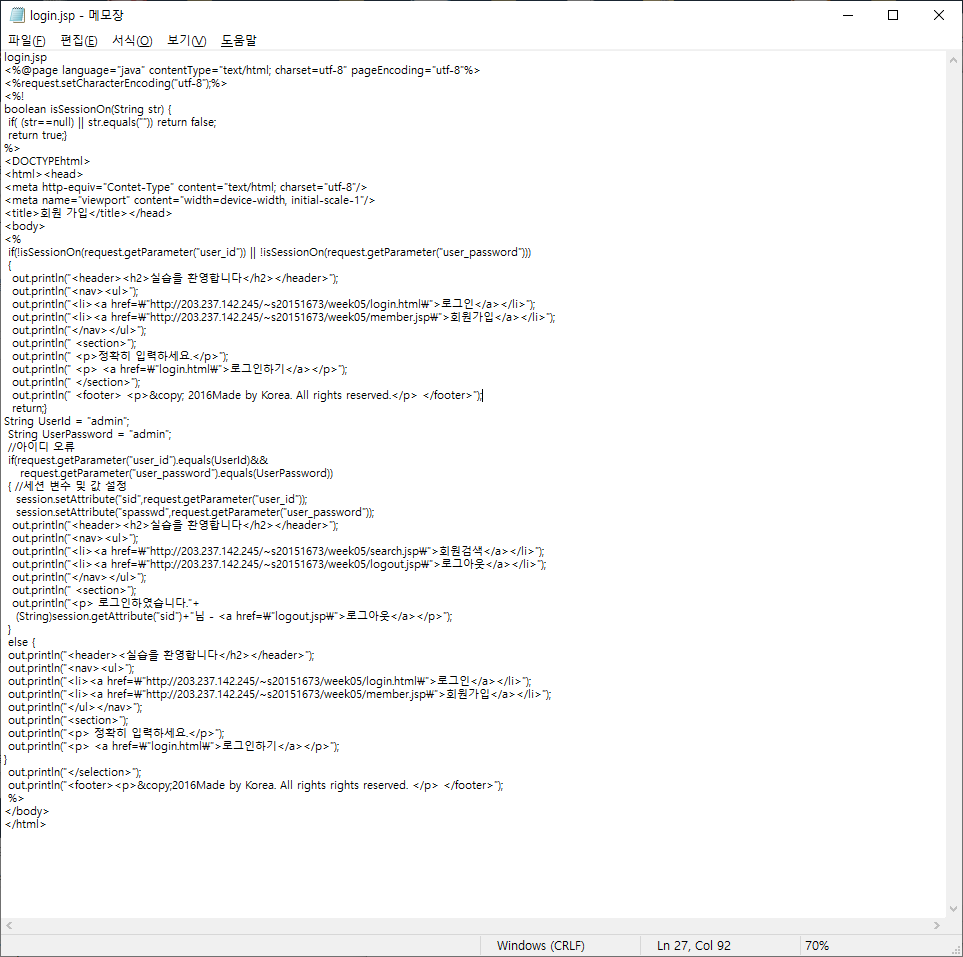 login.jsp - 메모장
파일(F) 편집(E) 서식(O) 보기(V) 도움말
login.jsp
<%@page language="java" contentType="text/html; charset=utf-8" pageEncoding="utf-8"%>
<%request.setCharacterEncoding("utf-8");%>
<%!
boolean isSessionOn(String str) {
if( (str==null) || str.equals("")) return false;
return true;}
%>
<DOCTYPEhtml>
<html><head>
<meta http-equiv="Contet-Type" content="text/html; charset="utf-8"/>
<meta name="viewport" content="width=device-width, initial-scale-1"/>
<title>회원 가입</title></head>
<body>
<%
if(!isSessionOn(request.getParameter("user_id")) || !isSessionOn(request.getParameter("user_password")))
{
out.println("<header><h2>실습을 환영합니다</h2></header>");
out.println("<nav><ul>");
out.println("<li><a href=₩"http://203.237.142.245/~s20151673/week05/login.html₩">로그인</a></li>");
out.println("<li><a href=₩"http://203.237.142.245/~s20151673/week05/member.jsp₩">회원가입</a></li>");
out.println("</nav></ul>");
out.println(" <section>");
out.println(" <p>정확히 입력하세요.</p>");
out.println(" <p> <a href=₩"login.html₩">로그인하기</a></p>");
out.println(" </section>");
out.println(" <footer> <p>&copy; 2016Made by Korea. All rights reserved.</p> </footer>");
return;}
String UserId = "admin";
String UserPassword = "admin";
//아이디 오류
if(request.getParameter("user_id").equals(UserId)&&
request.getParameter("user_password").equals(UserPassword))
{ //세션 변수 및 값 설정
session.setAttribute("sid",request.getParameter("user_id"));
session.setAttribute("spasswd",request.getParameter("user_password"));
out.println("<header><h2>실습을 환영합니다</h2></header>");
out.println("<nav><ul>");
out.println("<li><a href=₩"http://203.237.142.245/~s20151673/week05/search.jsp₩">회원검색</a></li>");
out.println("<li><a href=₩"http://203.237.142.245/~s20151673/week05/logout.jsp₩">로그아웃</a></li>");
out.println("</nav></ul>");
out.println(" <section>");
out.println("<p> 로그인하였습니다."+
(String)session.getAttribute("sid")+"님 - <a href=₩"logout.jsp₩">로그아웃</a></p>");
}
else {
out.println("<header><실습을 환영합니다</h2></header>");
out.println("<nav><ul>");
out.println("<li><a href=₩"http://203.237.142.245/~s20151673/week05/login.html₩">로그인</a></li>");
out.println("<li><a href=₩"http://203.237.142.245/~s20151673/week05/member.jsp₩">회원가입</a></li>");
out.println("</ul></nav>");
out.println("<section>");
out.println("<p> 정확히 입력하세요.</p>");
out.println("<p> <a href=₩"login.html₩">로그인하기</a></p>");
}
out.println("</selection>");
out.println("<footer><p>&copy;2016Made by Korea. All rights rights reserved. </p> </footer>");
%>
</body>
</html>
Windows (CRLF) Ln 27, Col 92 70%